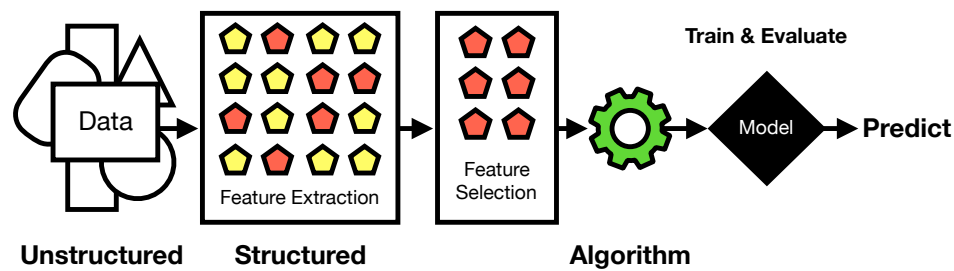 Train & Evaluate
Data
Model
Predict
Feature Extraction
Feature
Selection
Unstructured
Structured
Algorithm